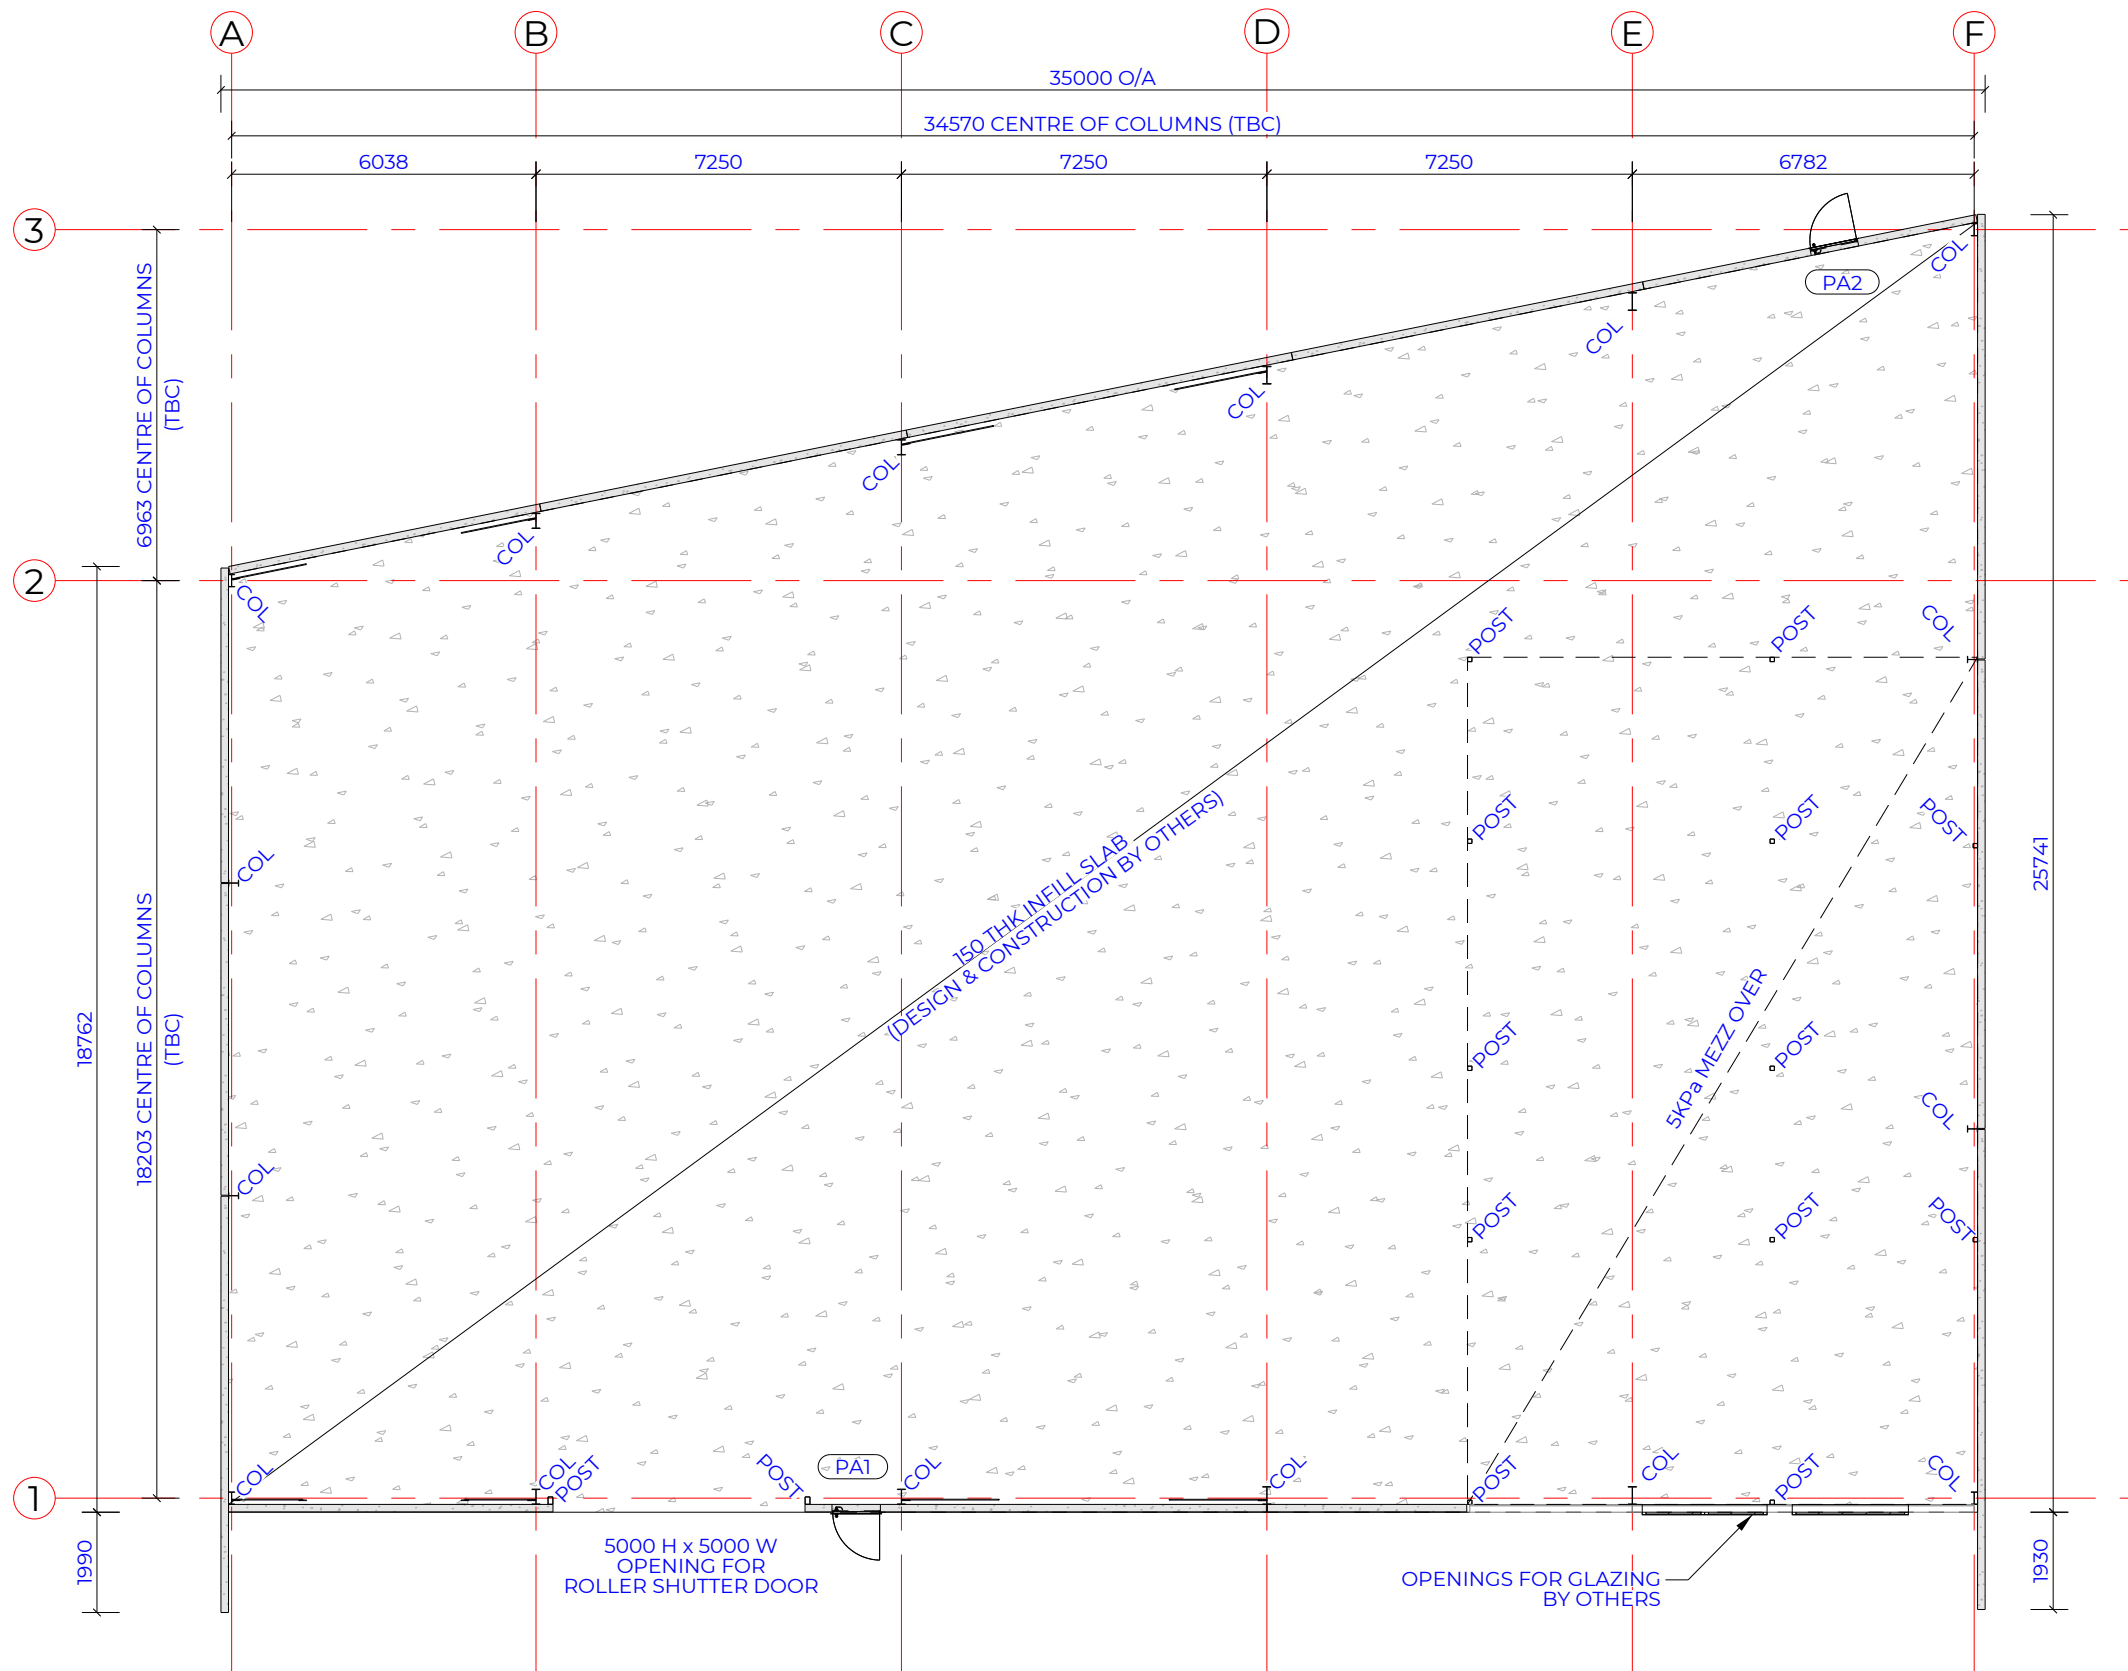 A B C D E F
35000 O/A
34570 CENTRE OF COLUMNS (TBC)
6038 7250 7250 7250 6782
3
PA2
COL
COL
COL
COL
COL
6963 CENTRE OF COLUMNS
(TBC)
2
COL
POST POST COL
POST POST POST
COL
25741
150 THK INFILL SLAB
(DESIGN & CONSTRUCTION BY OTHERS)
18762
18203 CENTRE OF COLUMNS
(TBC)
5KPa MEZZ OVER
POST POST
COL
COL
POST POST POST
1
COL
COL
POST
POST
PA1
COL
COL
POST
COL
POST
COL
1990
5000 H x 5000 W
OPENING FOR
ROLLER SHUTTER DOOR
OPENINGS FOR GLAZING
BY OTHERS
1930